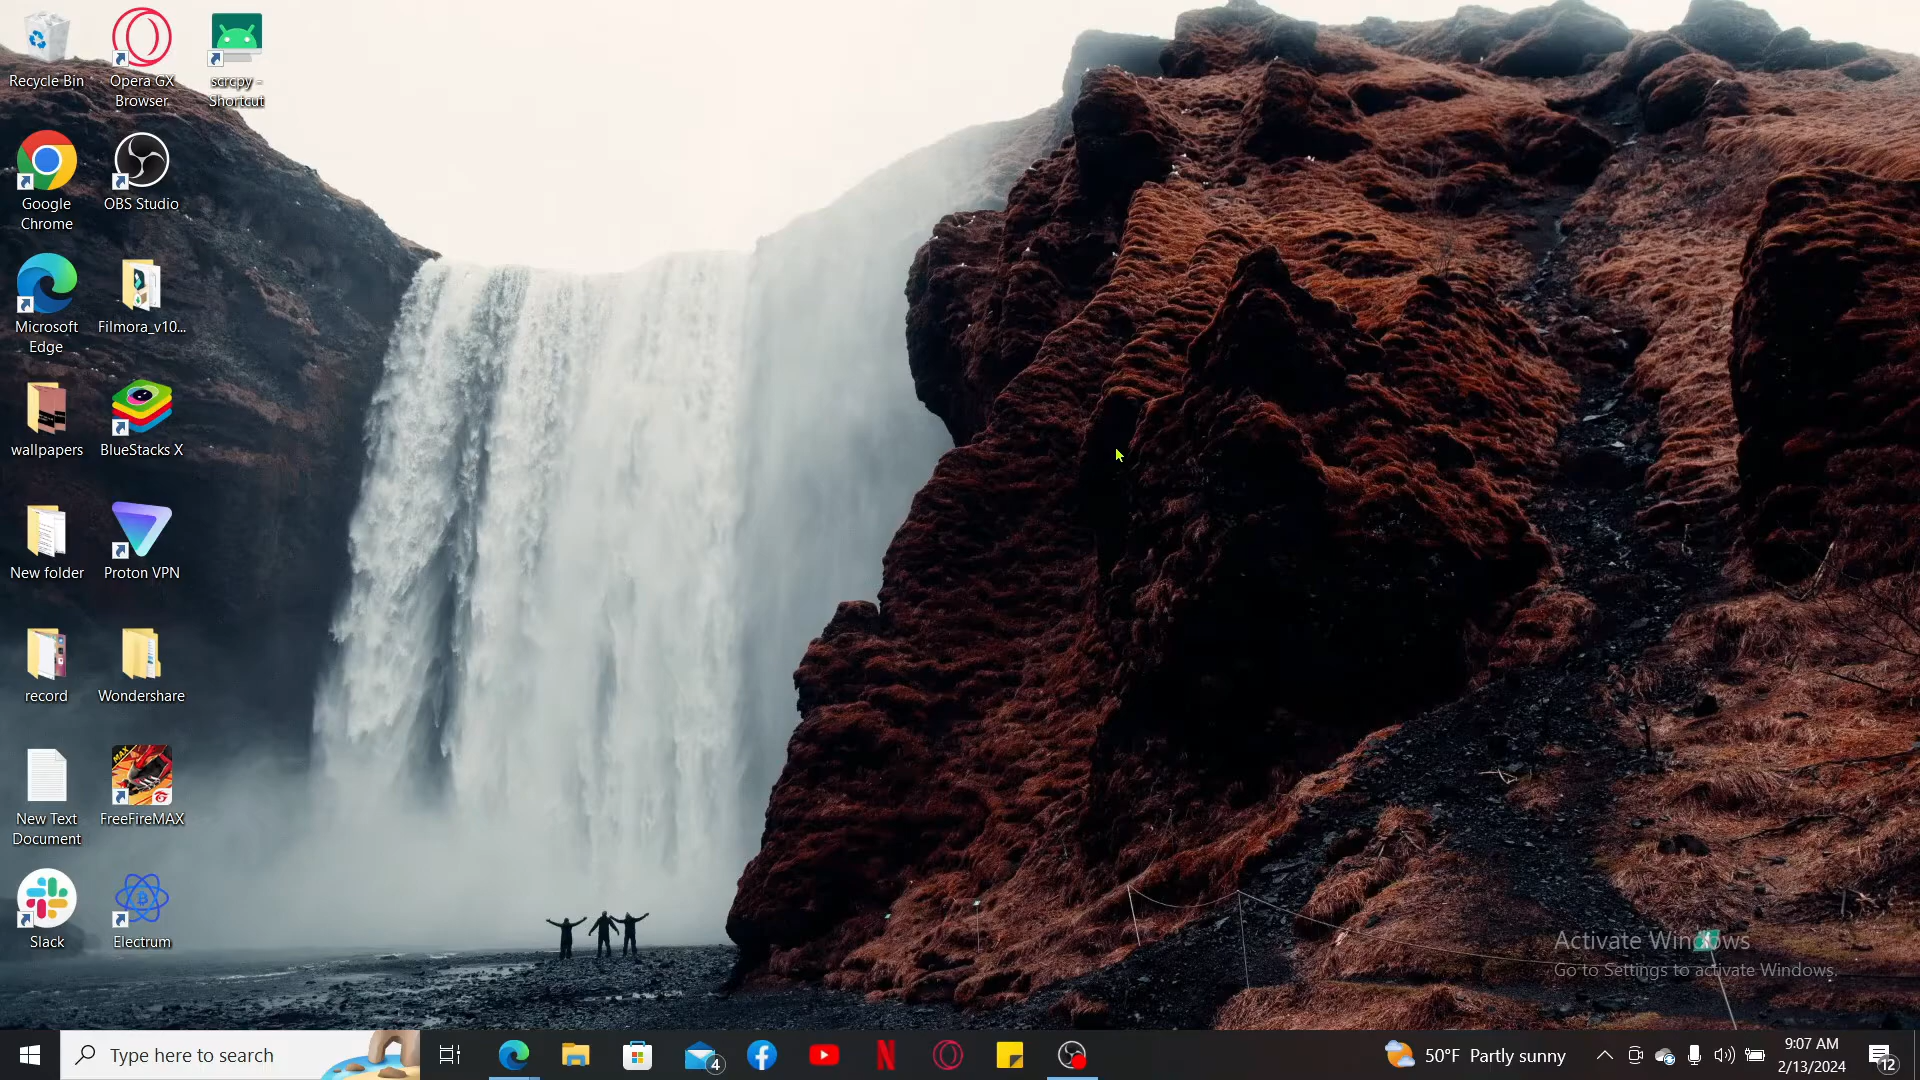 Recycle Bin
Opera GX
Browser
scrcpy -
Shortcut
Google
Chrome
OBS Studio
Microsoft
Edge
Filmora_v10...
wallpapers
BlueStacks X
New folder
Proton VPN
record
Wondershare
MAX
New Text
Document
FreeFireMAX
Slack
Electrum
Activate Windows
Go to Settings to activate Windows.
Type here to search
4
50°F Partly sunny
9:07 AM
2/13/2024
12